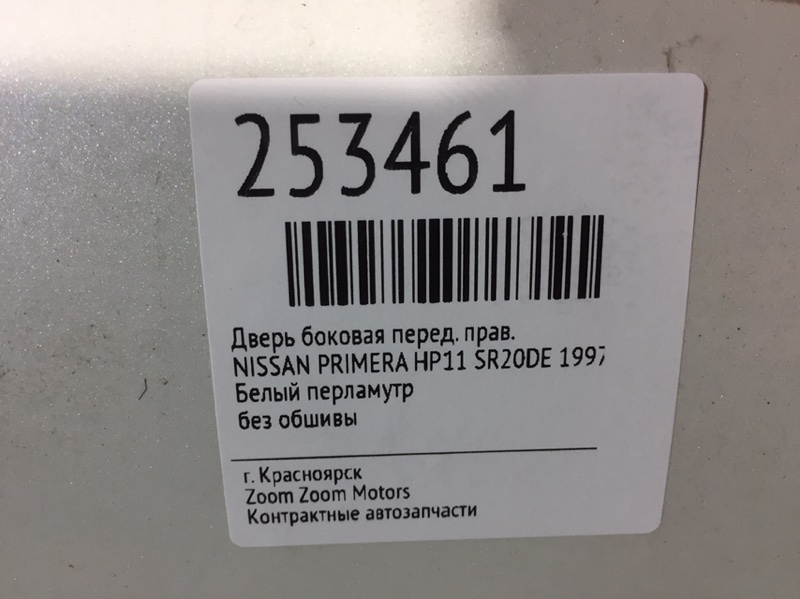 253461
Дверь боковая перед. прав.
NISSAN PRIMERA HP11 SR20DE 1997
Белый перламутр
без обшивы
г. Красноярск
Zoom Zoom Motors
Контрактные автозапчасти